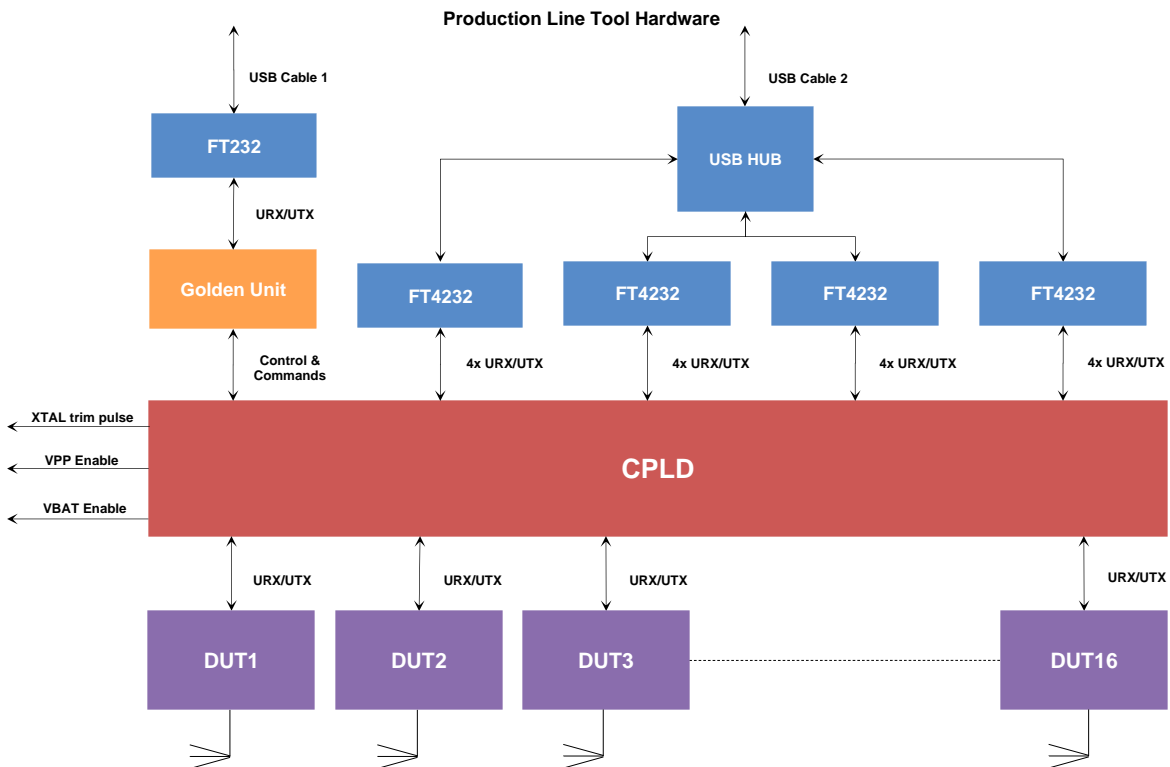 Production Line Tool Hardware
USB Cable 1
USB Cable 2
FT232
USB HUB
URX/UTX
Golden Unit
FT4232
FT4232
FT4232
FT4232
Control &
Commands
4x URX/UTX
4x URX/UTX
4x URX/UTX
4x URX/UTX
XTAL trim pulse
VPP Enable
VBAT Enable
CPLD
URX/UTX
URX/UTX
URX/UTX
URX/UTX
DUT1
DUT2
DUT3
DUT16